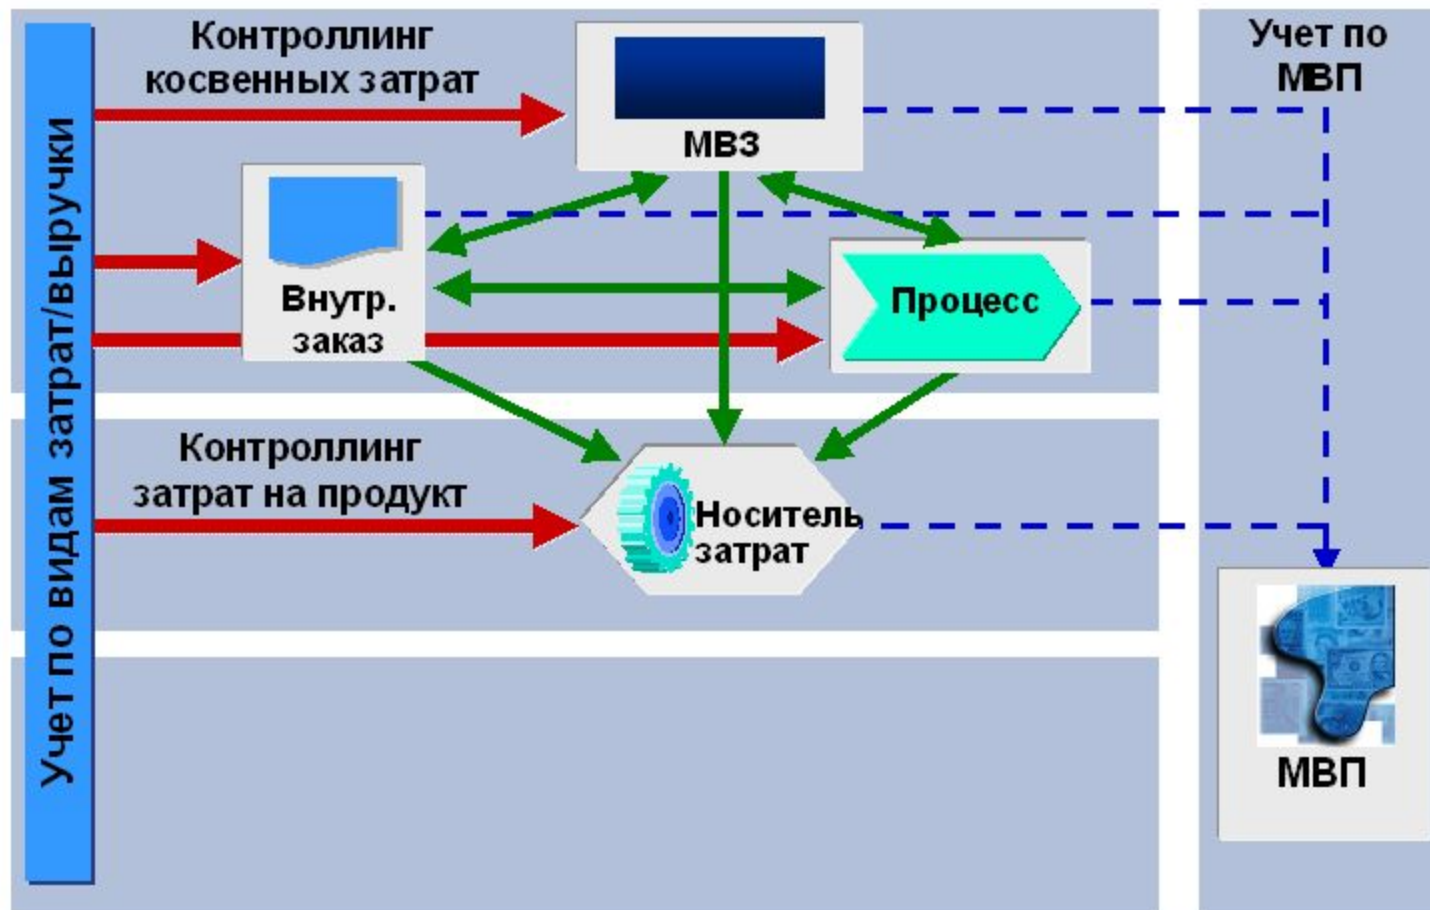 Учет по видам затрат/выручки
Контроллинг
косвенных затрат
МВЗ
Внутр.
заказ
Процесс
Контроллинг
затрат на продукт
Носитель
затрат
Учет по
МВП
МВП